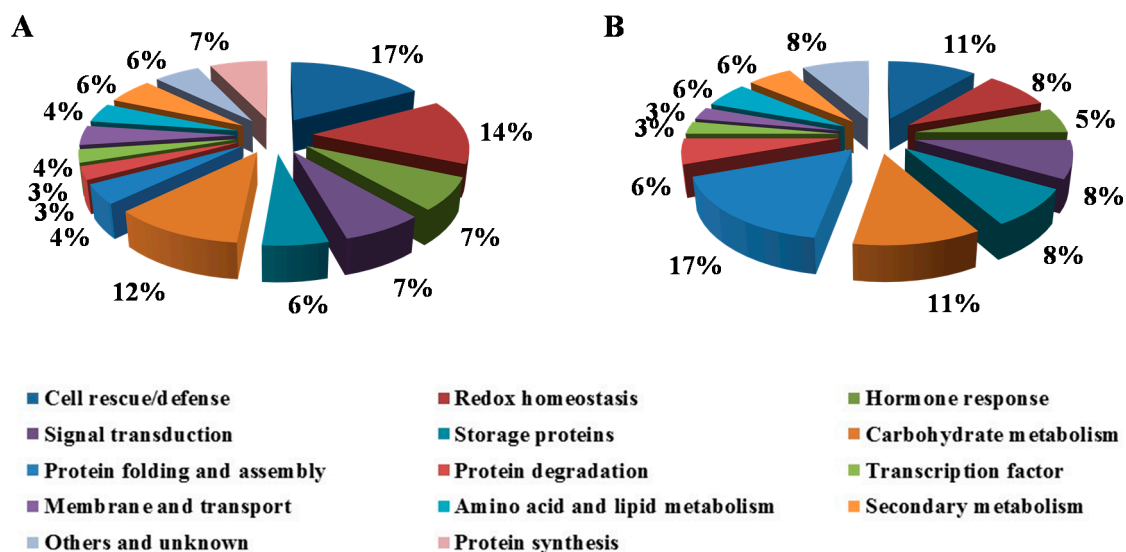 A
B
7%
17%
14%
7%
7%
6%
12%
4%
3%
3%
4%
4%
6%
6%
8%
11%
8%
5%
8%
8%
11%
17%
6%
3%
3%
6%
6%
Cell rescue/defense
Redox homeostasis
Hormone response
Signal transduction
Storage proteins
Carbohydrate metabolism
Protein folding and assembly
Protein degradation
Transcription factor
Membrane and transport
Amino acid and lipid metabolism
Secondary metabolism
Others and unknown
Protein synthesis